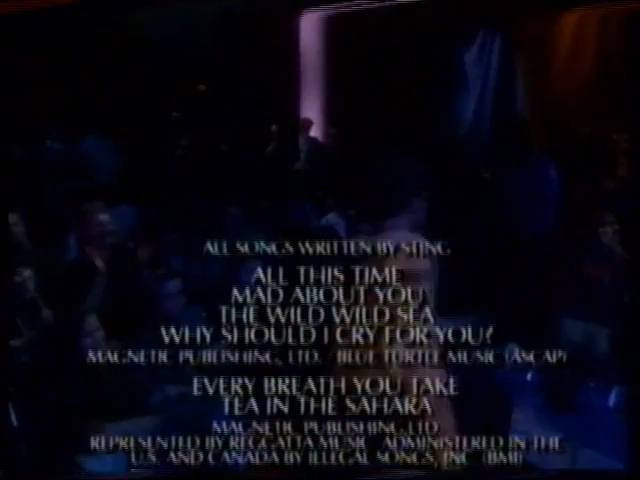 ALL SONGS WRITTEN BY STING
ALL THIS TIME
MAD ABOUT YOU
THE WILD WILD SEA
WHY SHOULD I CRY FOR YOU?
MAGNETIC PUBLISHING, LTD. / BLUE TURTLE MUSIC (ASCAP)
EVERY BREATH YOU TAKE
TEA IN THE SAHARA
MAGNETIC PUBLISHING, LTD.
REPRESENTED BY REGGATTA MUSIC ADMINISTERED IN THE
U.S. AND CANADA BY ILLEGAL SONGS, INC (BMI)